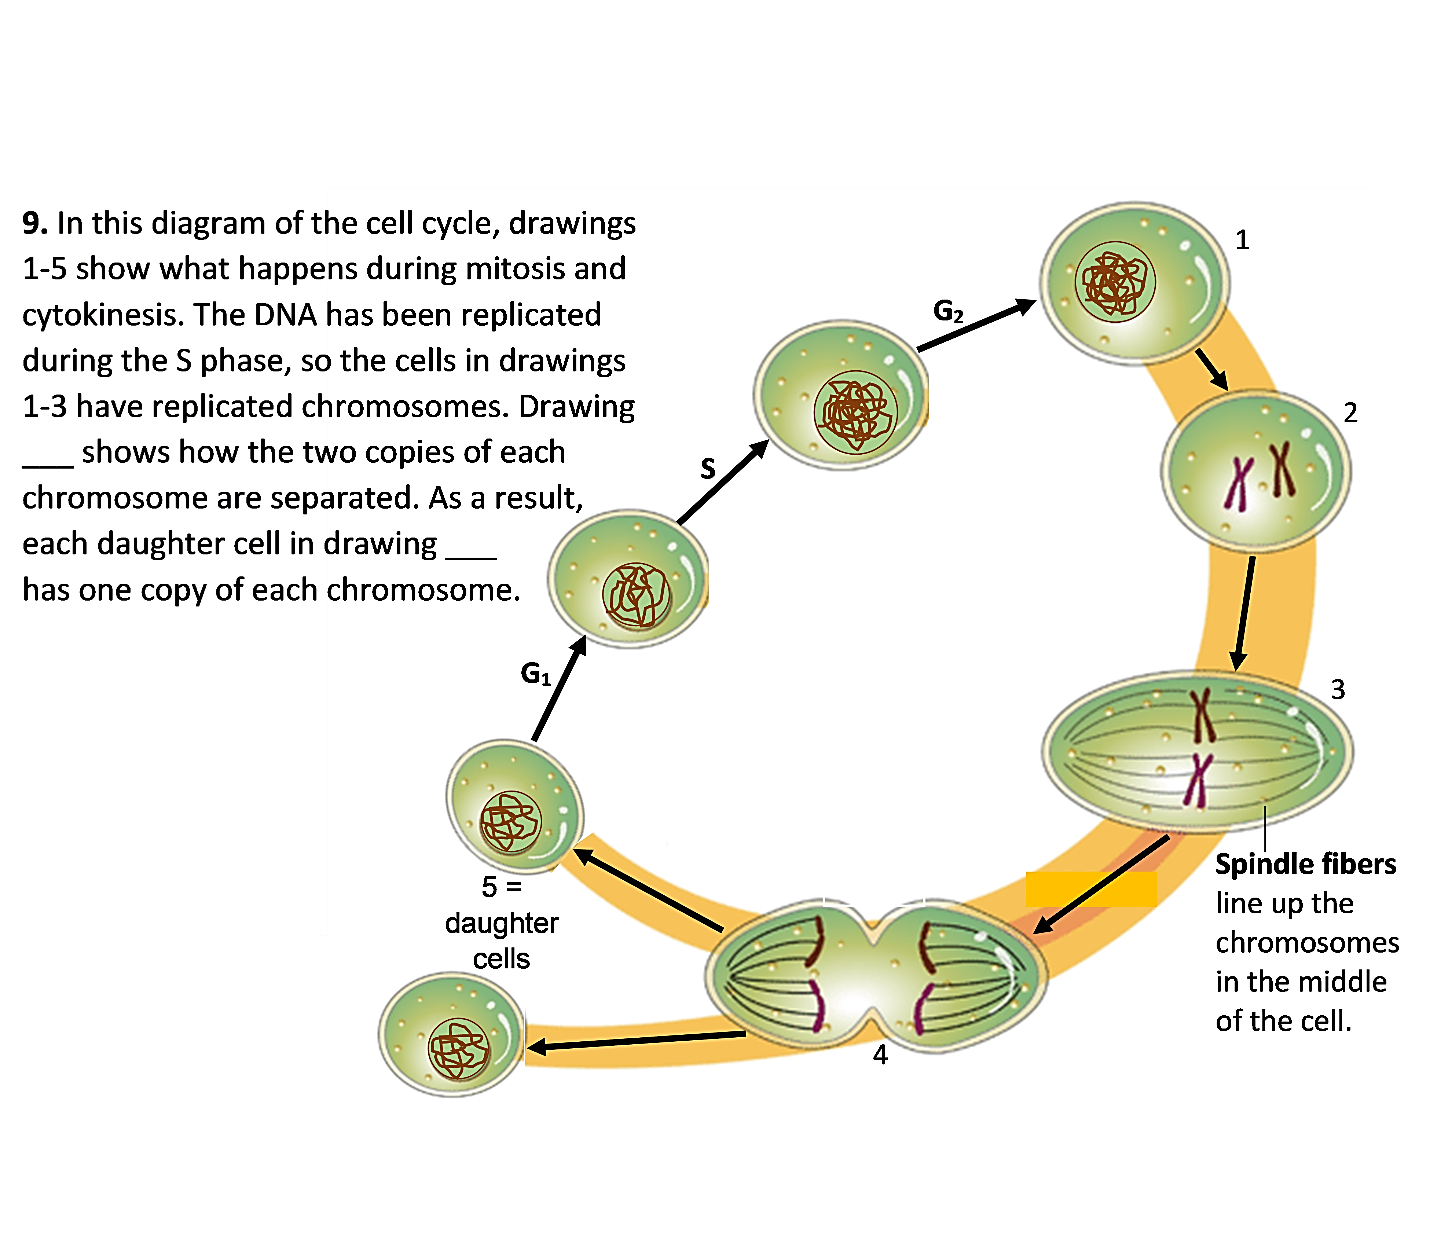 9. In this diagram of the cell cycle, drawings
1-5 show what happens during mitosis and
cytokinesis. The DNA has been replicated
during the S phase, so the cells in drawings
1-3 have replicated chromosomes. Drawing
___ shows how the two copies of each
chromosome are separated. As a result,
each daughter cell in drawing ___
has one copy of each chromosome.
G₁
S
G₂
1
2
3
Spindle fibers
line up the
chromosomes
in the middle
of the cell.
4
5 =
daughter
cells